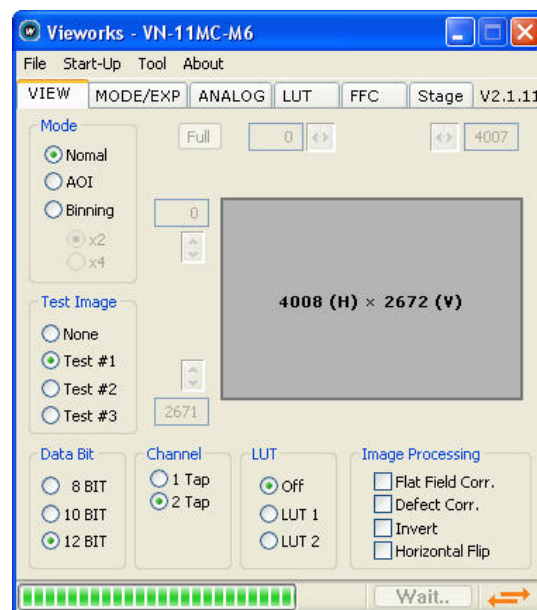 Vieworks - VN-11MC-M6
File Start-Up Tool About
VIEW MODE/EXP ANALOG LUT FFC Stage V2.1.11
Mode
Full 0 4007
Nomal
AOI
Binning
0
x2
x4
4008 (H) × 2672 (V)
Test Image
None
Test #1
Test #2
Test #3
2671
Data Bit Channel LUT Image Processing
8 BIT 1 Tap Off Flat Field Corr.
2 Tap Defect Corr.
10 BIT LUT 1 Invert
12 BIT LUT 2 Horizontal Flip
Wait..